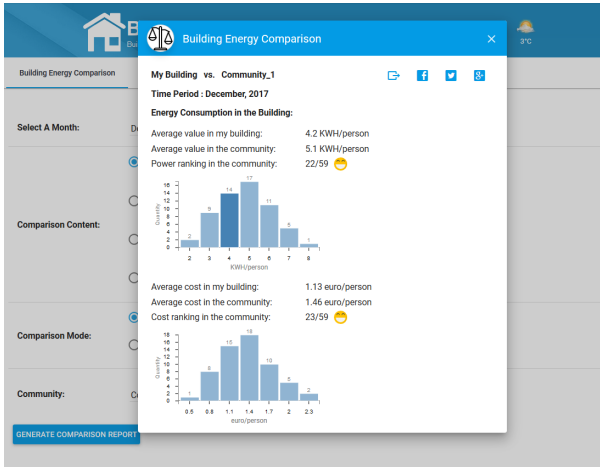 B
Bui
Building Energy Comparison
×
3°C
Building Energy Comparison
My Building vs. Community_1
Time Period : December, 2017
Energy Consumption in the Building:
Average value in my building: 4.2 KWH/person
Average value in the community: 5.1 KWH/person
Power ranking in the community: 22/59
Quantity
16
14
12
10
8
6
4
2
0
2
9
14
17
11
5
1
2 3 4 5 6 7 8
KWH/person
Average cost in my building: 1.13 euro/person
Average cost in the community: 1.46 euro/person
Cost ranking in the community: 23/59
Quantity
18
16
14
12
10
8
6
4
2
0
1
8
15
18
10
5
2
0.5 0.8 1.1 1.4 1.7 2 2.3
euro/person
Select A Month: De
Comparison Content:
Comparison Mode:
Community: Co
GENERATE COMPARISON REPORT